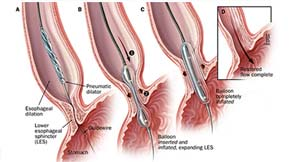 A
B
C
D
Restored
flow complete
Pneumatic
dilator
Esophageal
dilation
Balloon
completely
inflated
Lower
esophageal
sphincter
(LES)
Guidewire
Stomach
Balloon
inserted and
inflated, expanding LES